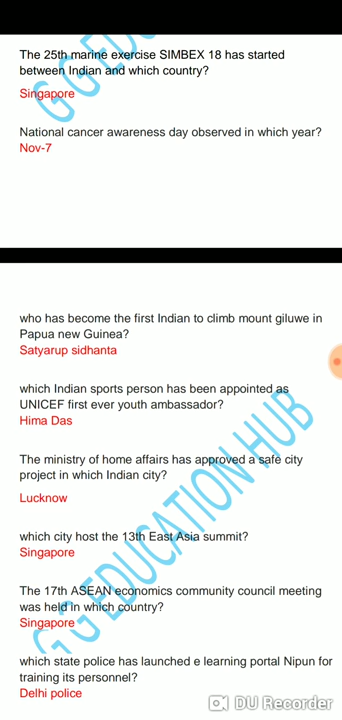 The 25th marine exercise SIMBEX 18 has started
between Indian and which country?
Singapore
National cancer awareness day observed in which year?
Nov-7
who has become the first Indian to climb mount giluwe in
Papua new Guinea?
Satyarup sidhanta
which Indian sports person has been appointed as
UNICEF first ever youth ambassador?
Hima Das
The ministry of home affairs has approved a safe city
project in which Indian city?
Lucknow
which city host the 13th East Asia summit?
Singapore
The 17th ASEAN economics community council meeting
was held in which country?
Singapore
which state police has launched e learning portal Nipun for
training its personnel?
Delhi police
GG EDUCATION HUB
GG EDU
DU Recorder